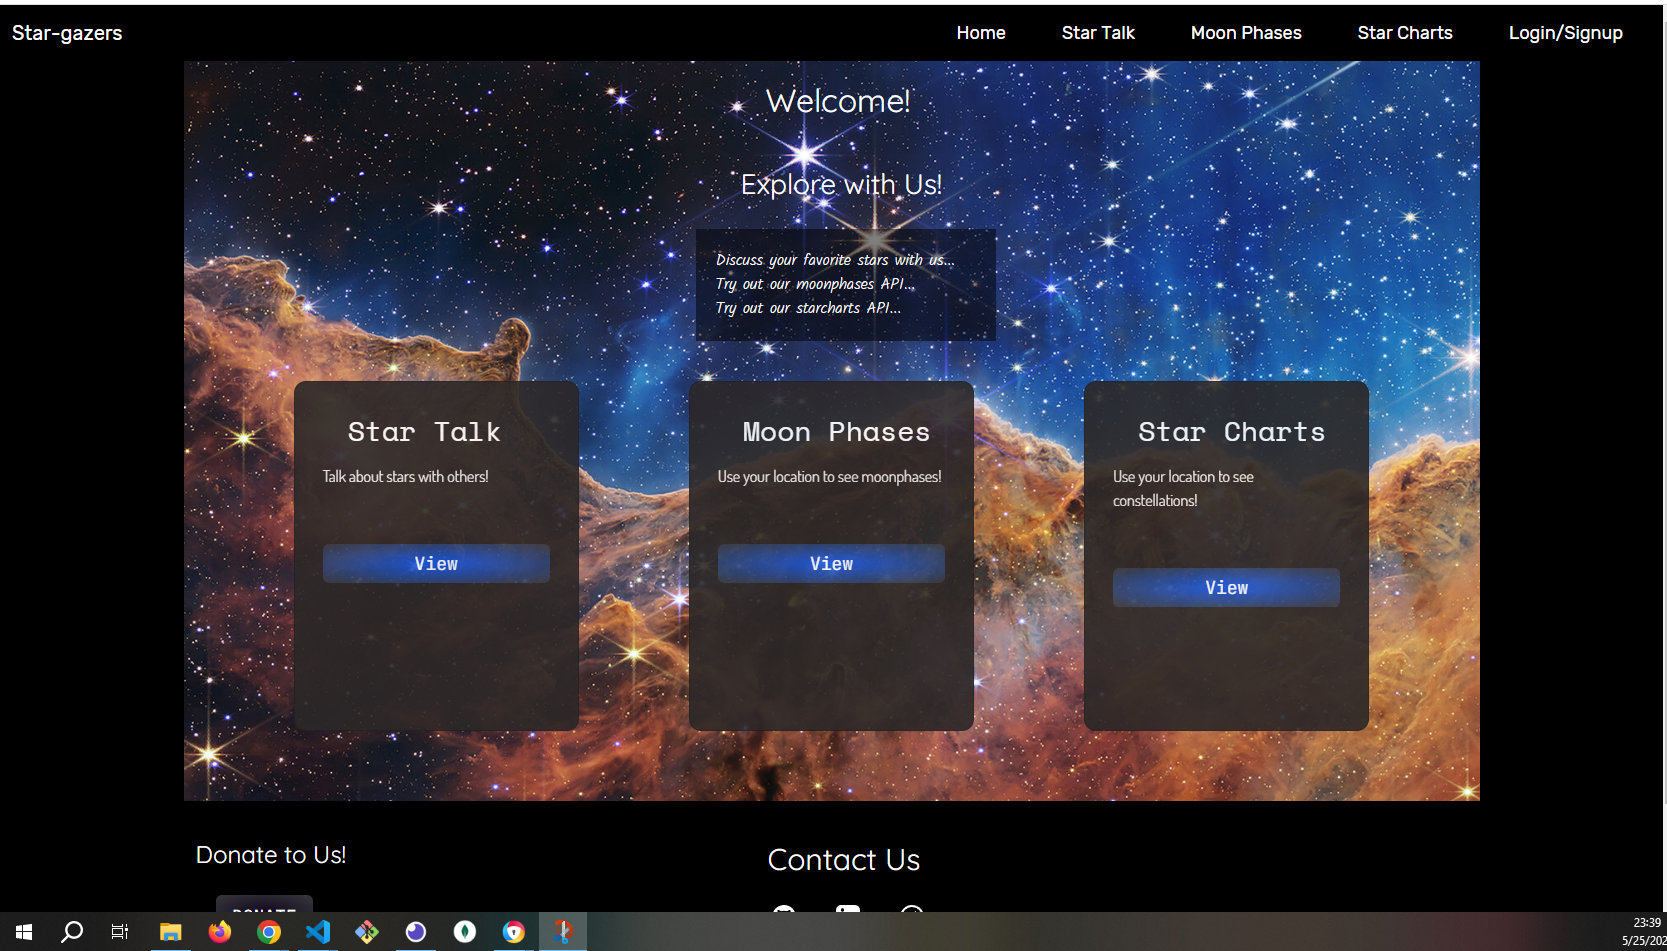 Star-gazers
Home Star Talk Moon Phases Star Charts Login/Signup
Welcome!
Explore with Us!
Discuss your favorite stars with us...
Try out our moonphases API...
Try out our starcharts API...
Star Talk
Talk about stars with others!
View
Moon Phases
Use your location to see moonphases!
View
Star Charts
Use your location to see
constellations!
View
Donate to Us!
DONATE
Contact Us
23:39
5/25/202